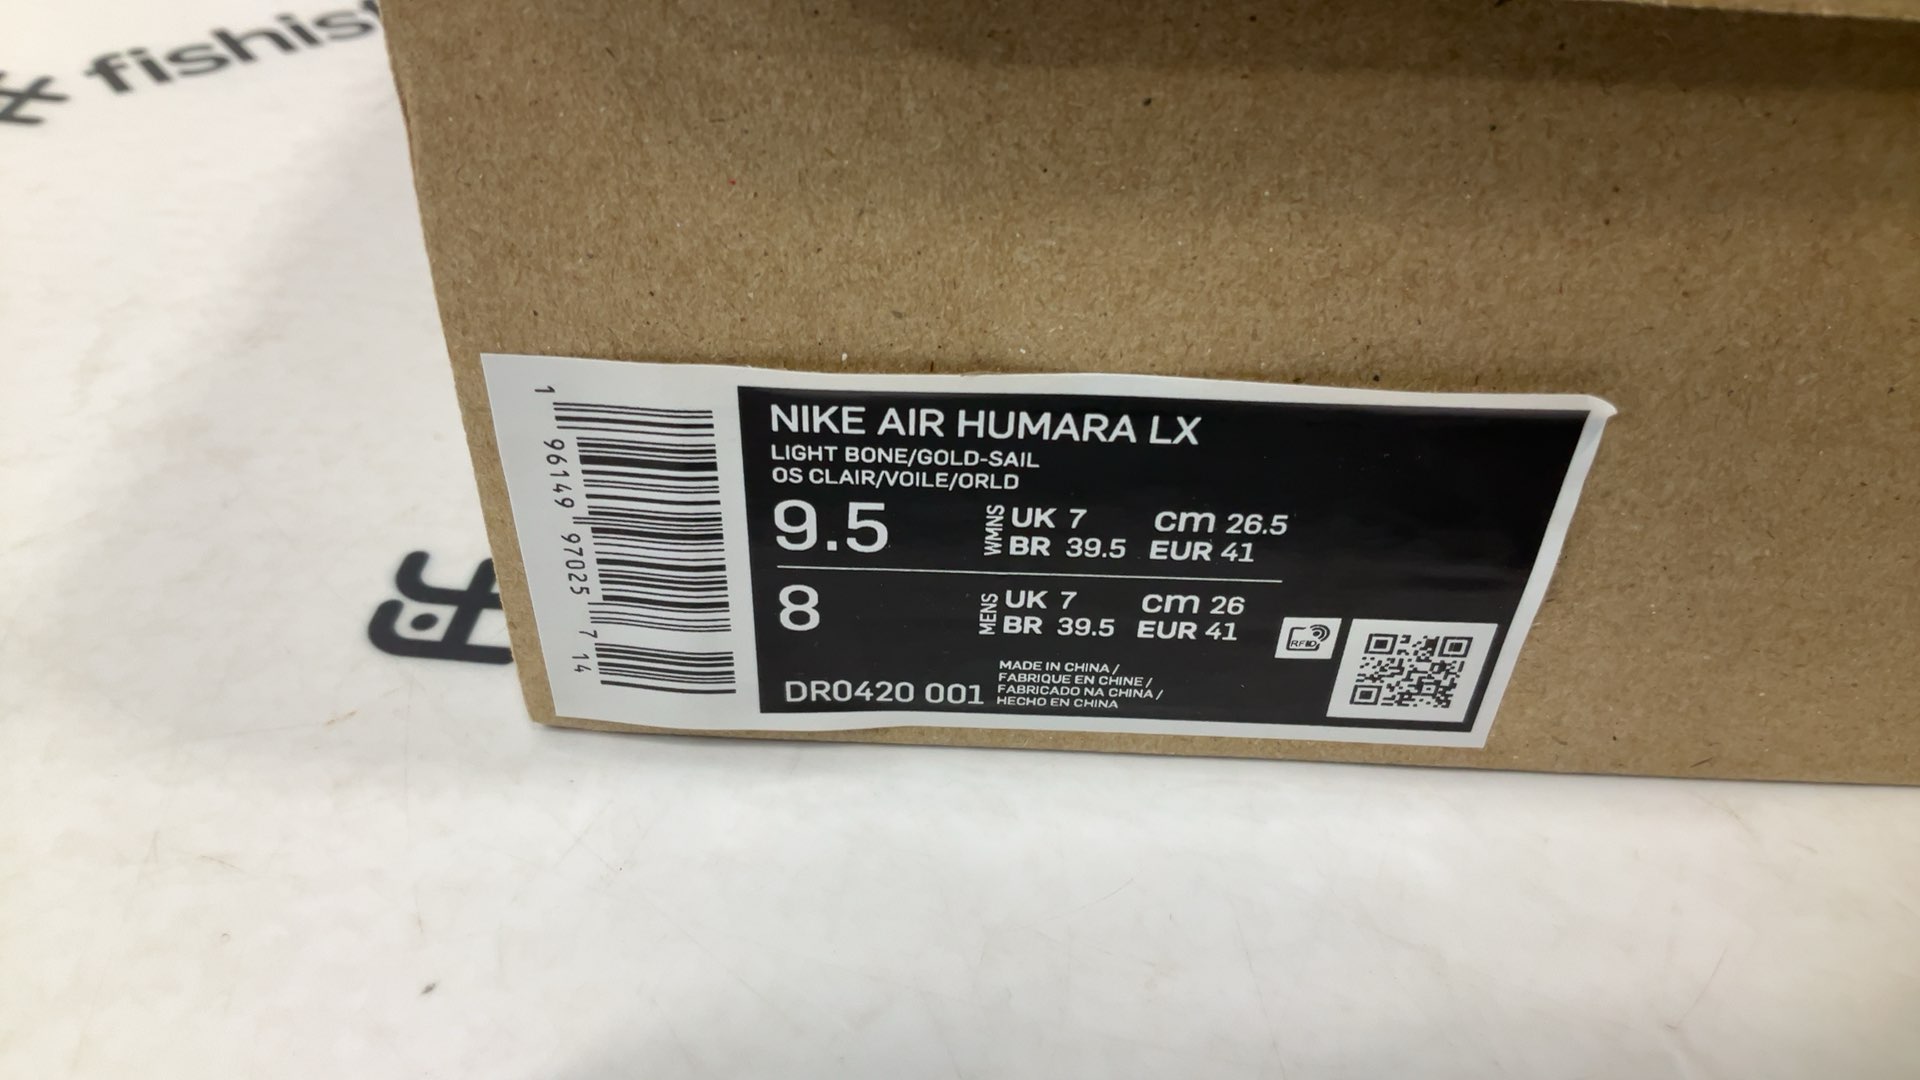 fishis
1 96149 97025 7 14
NIKE AIR HUMARA LX
LIGHT BONE/GOLD-SAIL
OS CLAIR/VOILE/ORLD
9.5 WMNS UK 7 cm 26.5
BR 39.5 EUR 41
8 MENS UK 7 cm 26
BR 39.5 EUR 41
RFID
DR0420 001
MADE IN CHINA /
FABRIQUE EN CHINE /
FABRICADO NA CHINA /
HECHO EN CHINA